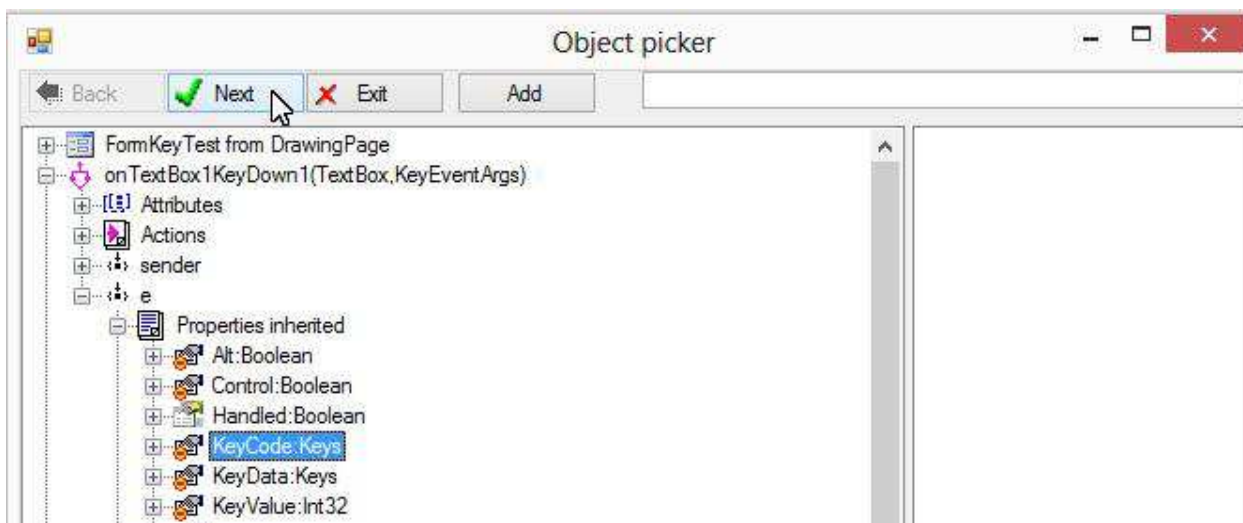 Object picker
Back Next Exit Add
FormKeyTest from DrawingPage
onTextBox1KeyDown1(TextBox,KeyEventArgs)
Attributes
Actions
sender
e
Properties inherited
Alt:Boolean
Control:Boolean
Handled:Boolean
KeyCode:Keys
KeyData:Keys
KeyValue:Int32